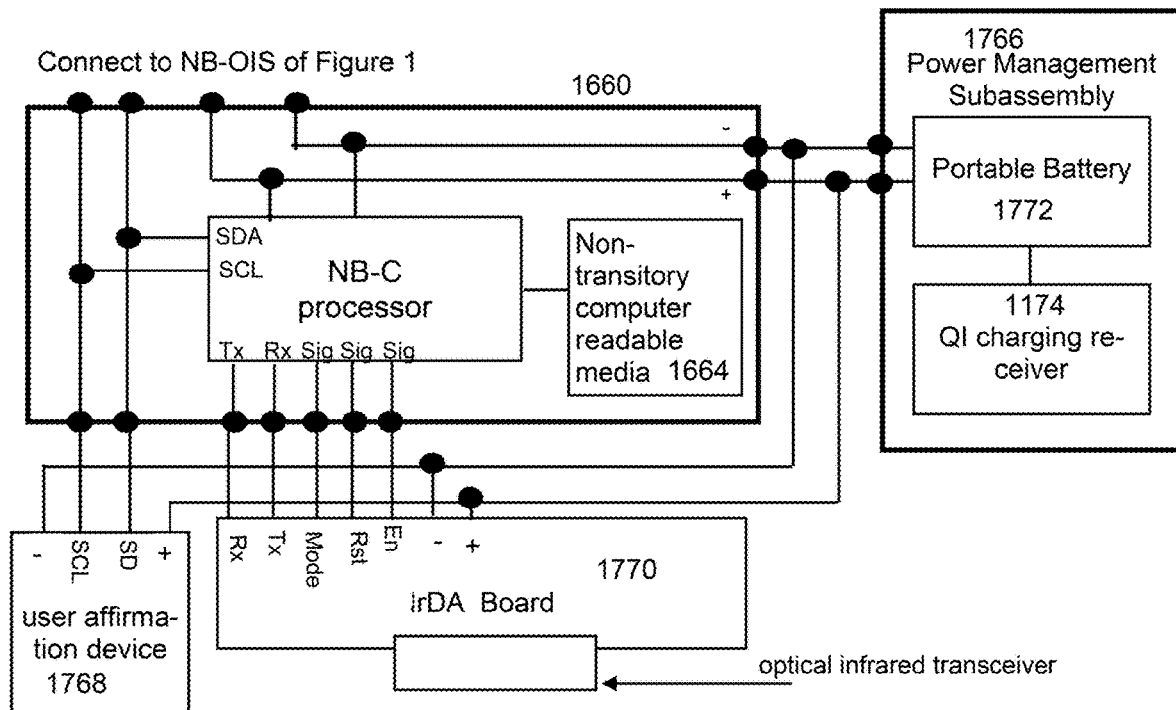 Connect to NB-OIS of Figure 1
1660
1766
Power Management
Subassembly
-
+
Portable Battery
1772
SDA
SCL
NB-C
processor
Tx Rx Sig Sig Sig
Non-
transitory
computer
readable
media 1664
1174
QI charging re-
ceiver
- SCL SD +
user affirma-
tion device
1768
Rx Tx Mode Rst En - +
1770
irDA Board
optical infrared transceiver